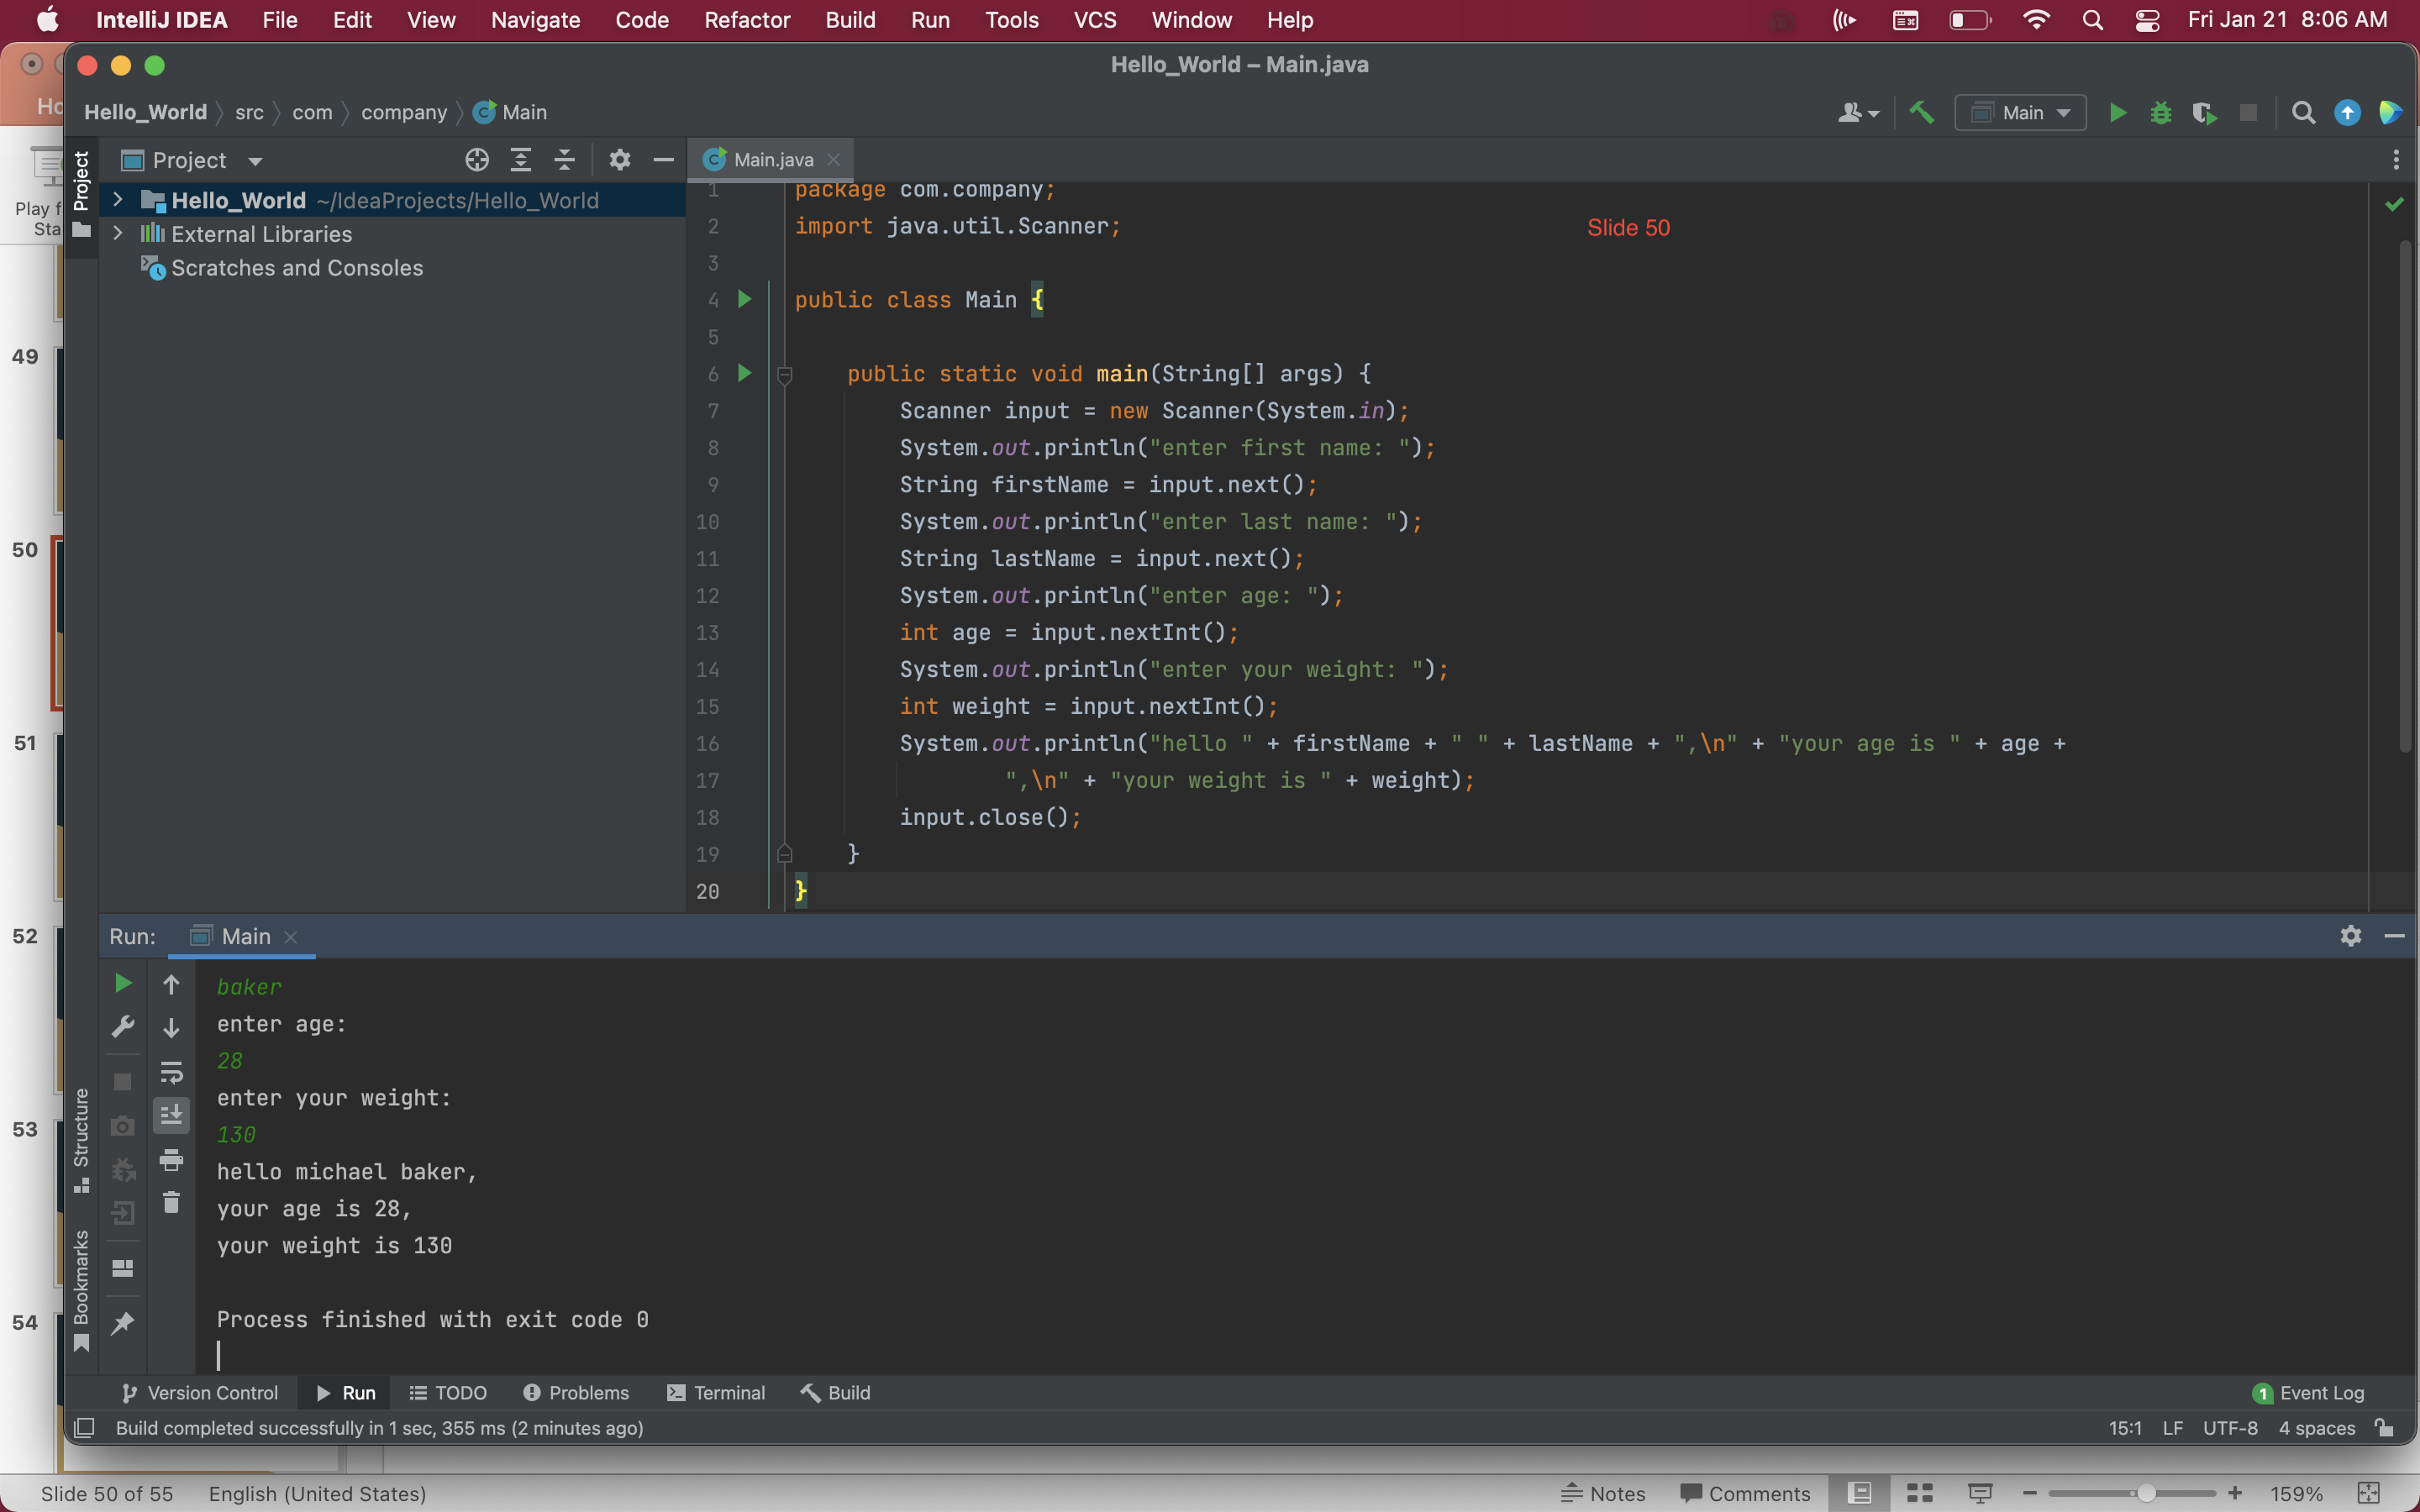 IntelliJ IDEA File Edit View Navigate Code Refactor Build Run Tools VCS Window Help Fri Jan 21 8:06 AM
Hello_World – Main.java
Hello_World src com company Main Main
Project Main.java
Project
Hello_World ~/IdeaProjects/Hello_World
External Libraries
Scratches and Consoles
Play f
Sta
49
50
51
52
53
54
Slide 50
1 package com.company;
2 import java.util.Scanner;
3
4 public class Main {
5
6 public static void main(String[] args) {
7 Scanner input = new Scanner(System.in);
8 System.out.println("enter first name: ");
9 String firstName = input.next();
10 System.out.println("enter last name: ");
11 String lastName = input.next();
12 System.out.println("enter age: ");
13 int age = input.nextInt();
14 System.out.println("enter your weight: ");
15 int weight = input.nextInt();
16 System.out.println("hello " + firstName + " " + lastName + ",\n" + "your age is " + age +
17 ",\n" + "your weight is " + weight);
18 input.close();
19 }
20 }
Run: Main
baker
enter age:
28
enter your weight:
130
hello michael baker,
your age is 28,
your weight is 130
Process finished with exit code 0
Structure
Bookmarks
Version Control Run TODO Problems Terminal Build 1 Event Log
Build completed successfully in 1 sec, 355 ms (2 minutes ago) 15:1 LF UTF-8 4 spaces
Slide 50 of 55 English (United States) Notes Comments 159%